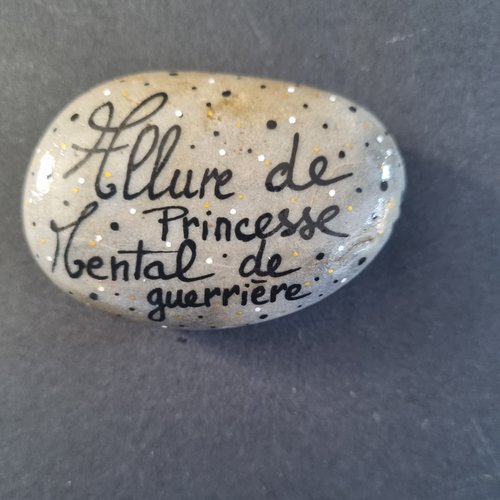 Allure de
Princesse
Mental de
guerrière